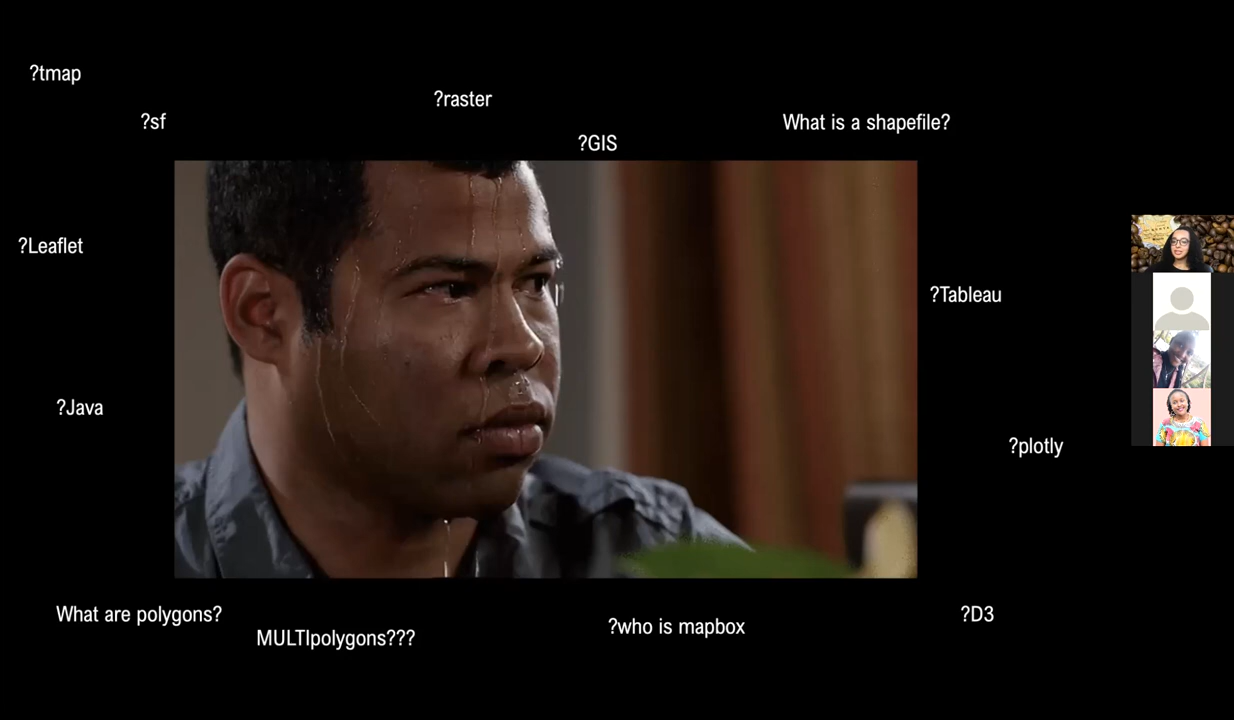 ?tmap
?raster
?sf
What is a shapefile?
?GIS
?Leaflet
?Tableau
?Java
?plotly
What are polygons?
?D3
?who is mapbox
MULTIpolygons???